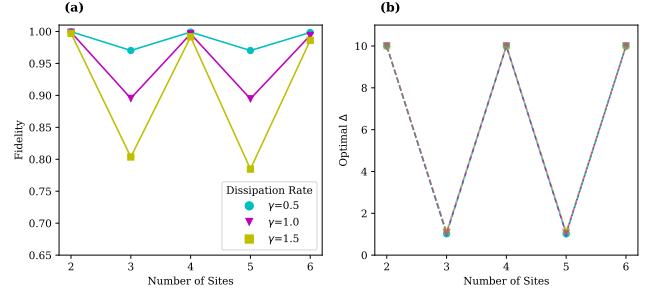 (a)
1.00
0.95
0.90
0.85
0.80
0.75
0.70
0.65
Fidelity
2
3
4
5
6
Number of Sites
Dissipation Rate
γ=0.5
γ=1.0
γ=1.5
(b)
10
8
6
4
2
0
Optimal Δ
2
3
4
5
6
Number of Sites